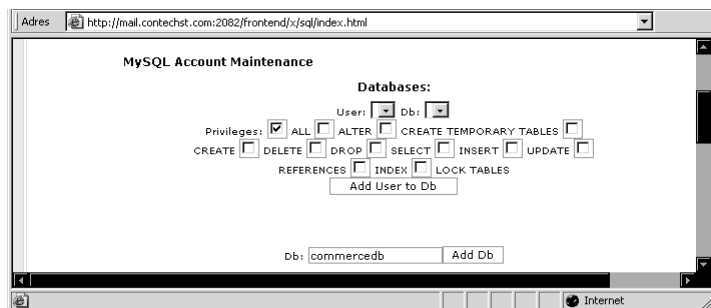 Adres http://mail.contechst.com:2082/frontend/x/sql/index.html
MySQL Account Maintenance
Databases:
User: Db:
Privileges: ALL ALTER CREATE TEMPORARY TABLES
CREATE DELETE DROP SELECT INSERT UPDATE
REFERENCES INDEX LOCK TABLES
Add User to Db
Db: commercedb Add Db
Internet